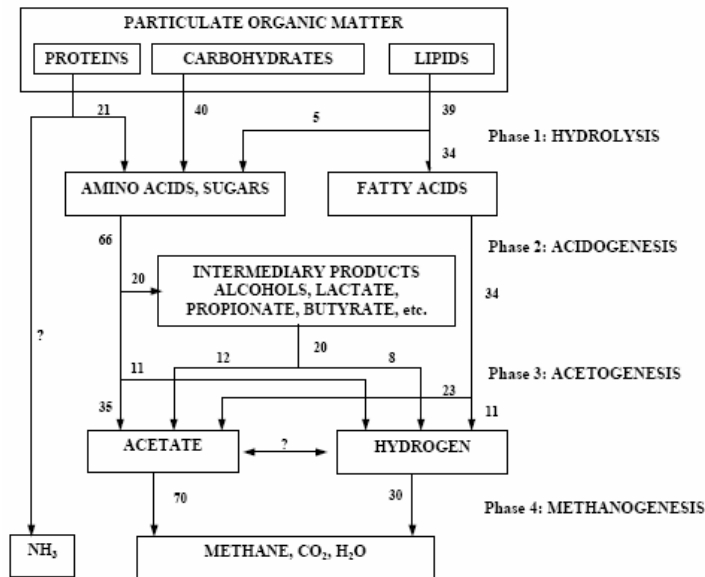 PARTICULATE ORGANIC MATTER
PROTEINS
CARBOHYDRATES
LIPIDS
21
40
5
39
Phase 1: HYDROLYSIS
34
AMINO ACIDS, SUGARS
FATTY ACIDS
66
Phase 2: ACIDOGENESIS
20
INTERMEDIARY PRODUCTS
ALCOHOLS, LACTATE,
PROPIONATE, BUTYRATE, etc.
34
?
20
12
8
11
Phase 3: ACETOGENESIS
23
35
11
ACETATE
?
HYDROGEN
70
30
Phase 4: METHANOGENESIS
NH₃
METHANE, CO₂, H₂O